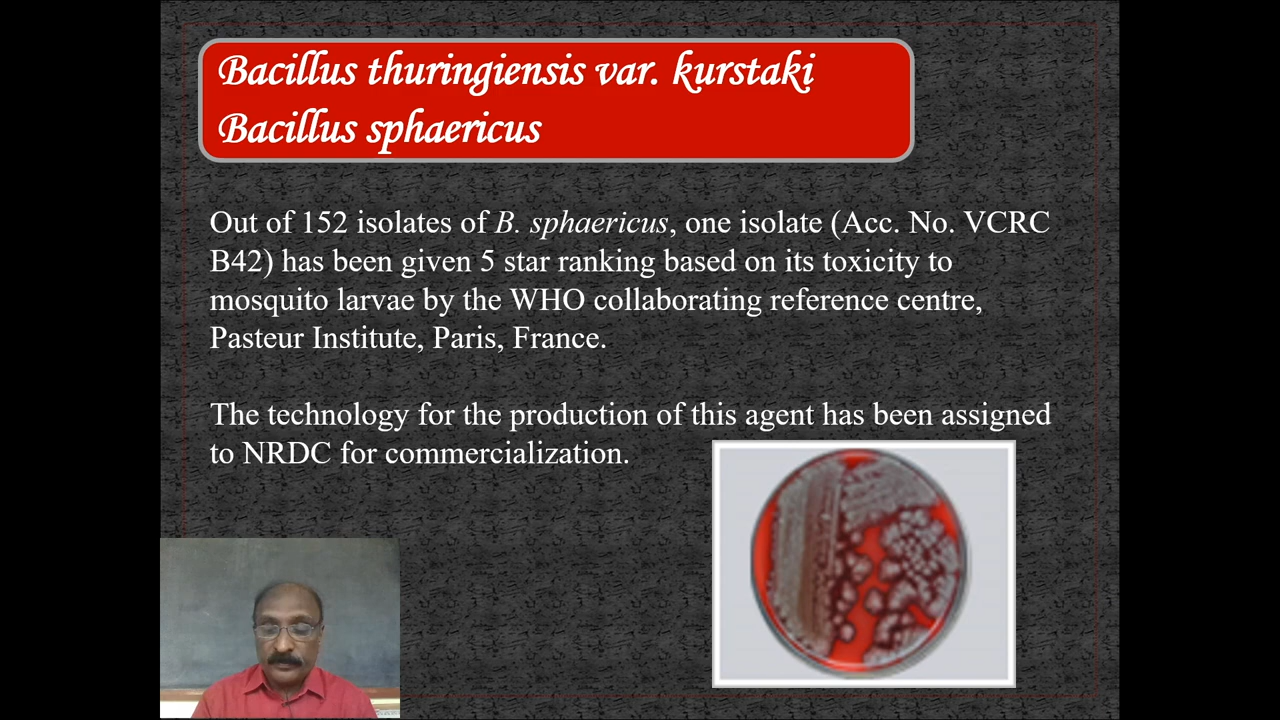 Bacillus thuringiensis var. kurstaki
Bacillus sphaericus
Out of 152 isolates of B. sphaericus, one isolate (Acc. No. VCRC
B42) has been given 5 star ranking based on its toxicity to
mosquito larvae by the WHO collaborating reference centre,
Pasteur Institute, Paris, France.
The technology for the production of this agent has been assigned
to NRDC for commercialization.